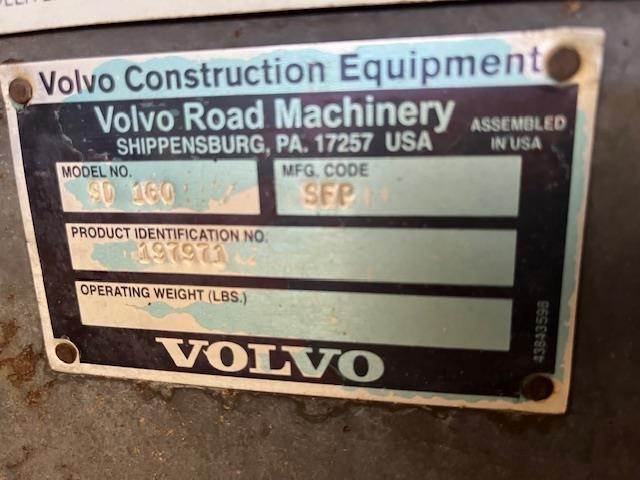 Volvo Construction Equipment
Volvo Road Machinery
SHIPPENSBURG, PA. 17257 USA
ASSEMBLED
IN USA
MODEL NO.
SD 160
MFG. CODE
SFP
PRODUCT IDENTIFICATION NO.
197971
OPERATING WEIGHT (LBS.)
VOLVO
43843598